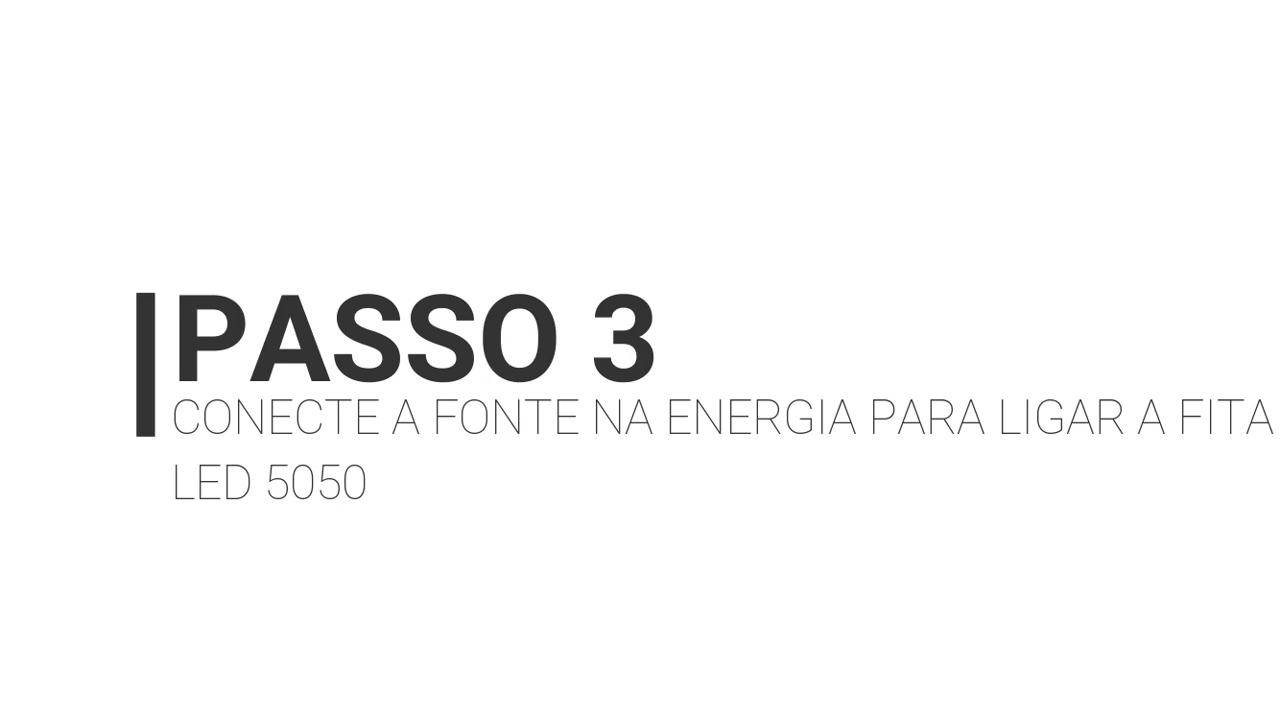 PASSO 3
CONECTE A FONTE NA ENERGIA PARA LIGAR A FITA
LED 5050